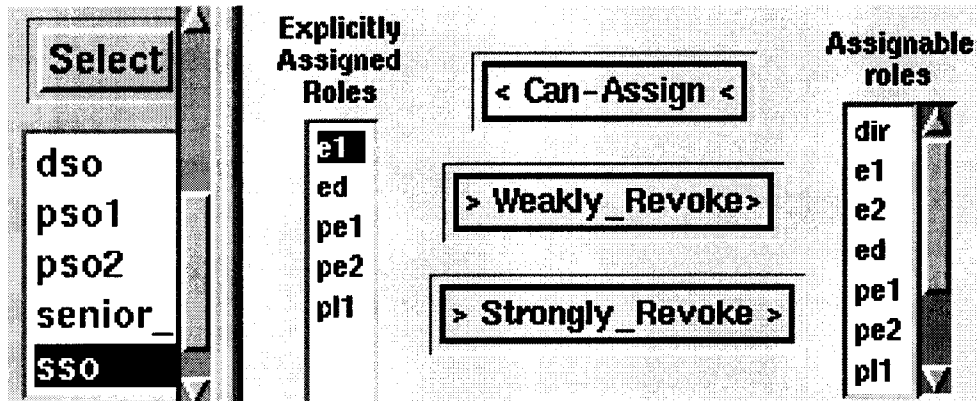 Select
dso
pso1
pso2
senior_
sso
Explicitly
Assigned
Roles
e1
ed
pe1
pe2
pl1
< Can-Assign <
> Weakly_Revoke>
> Strongly_Revoke >
Assignable
roles
dir
e1
e2
ed
pe1
pe2
pl1